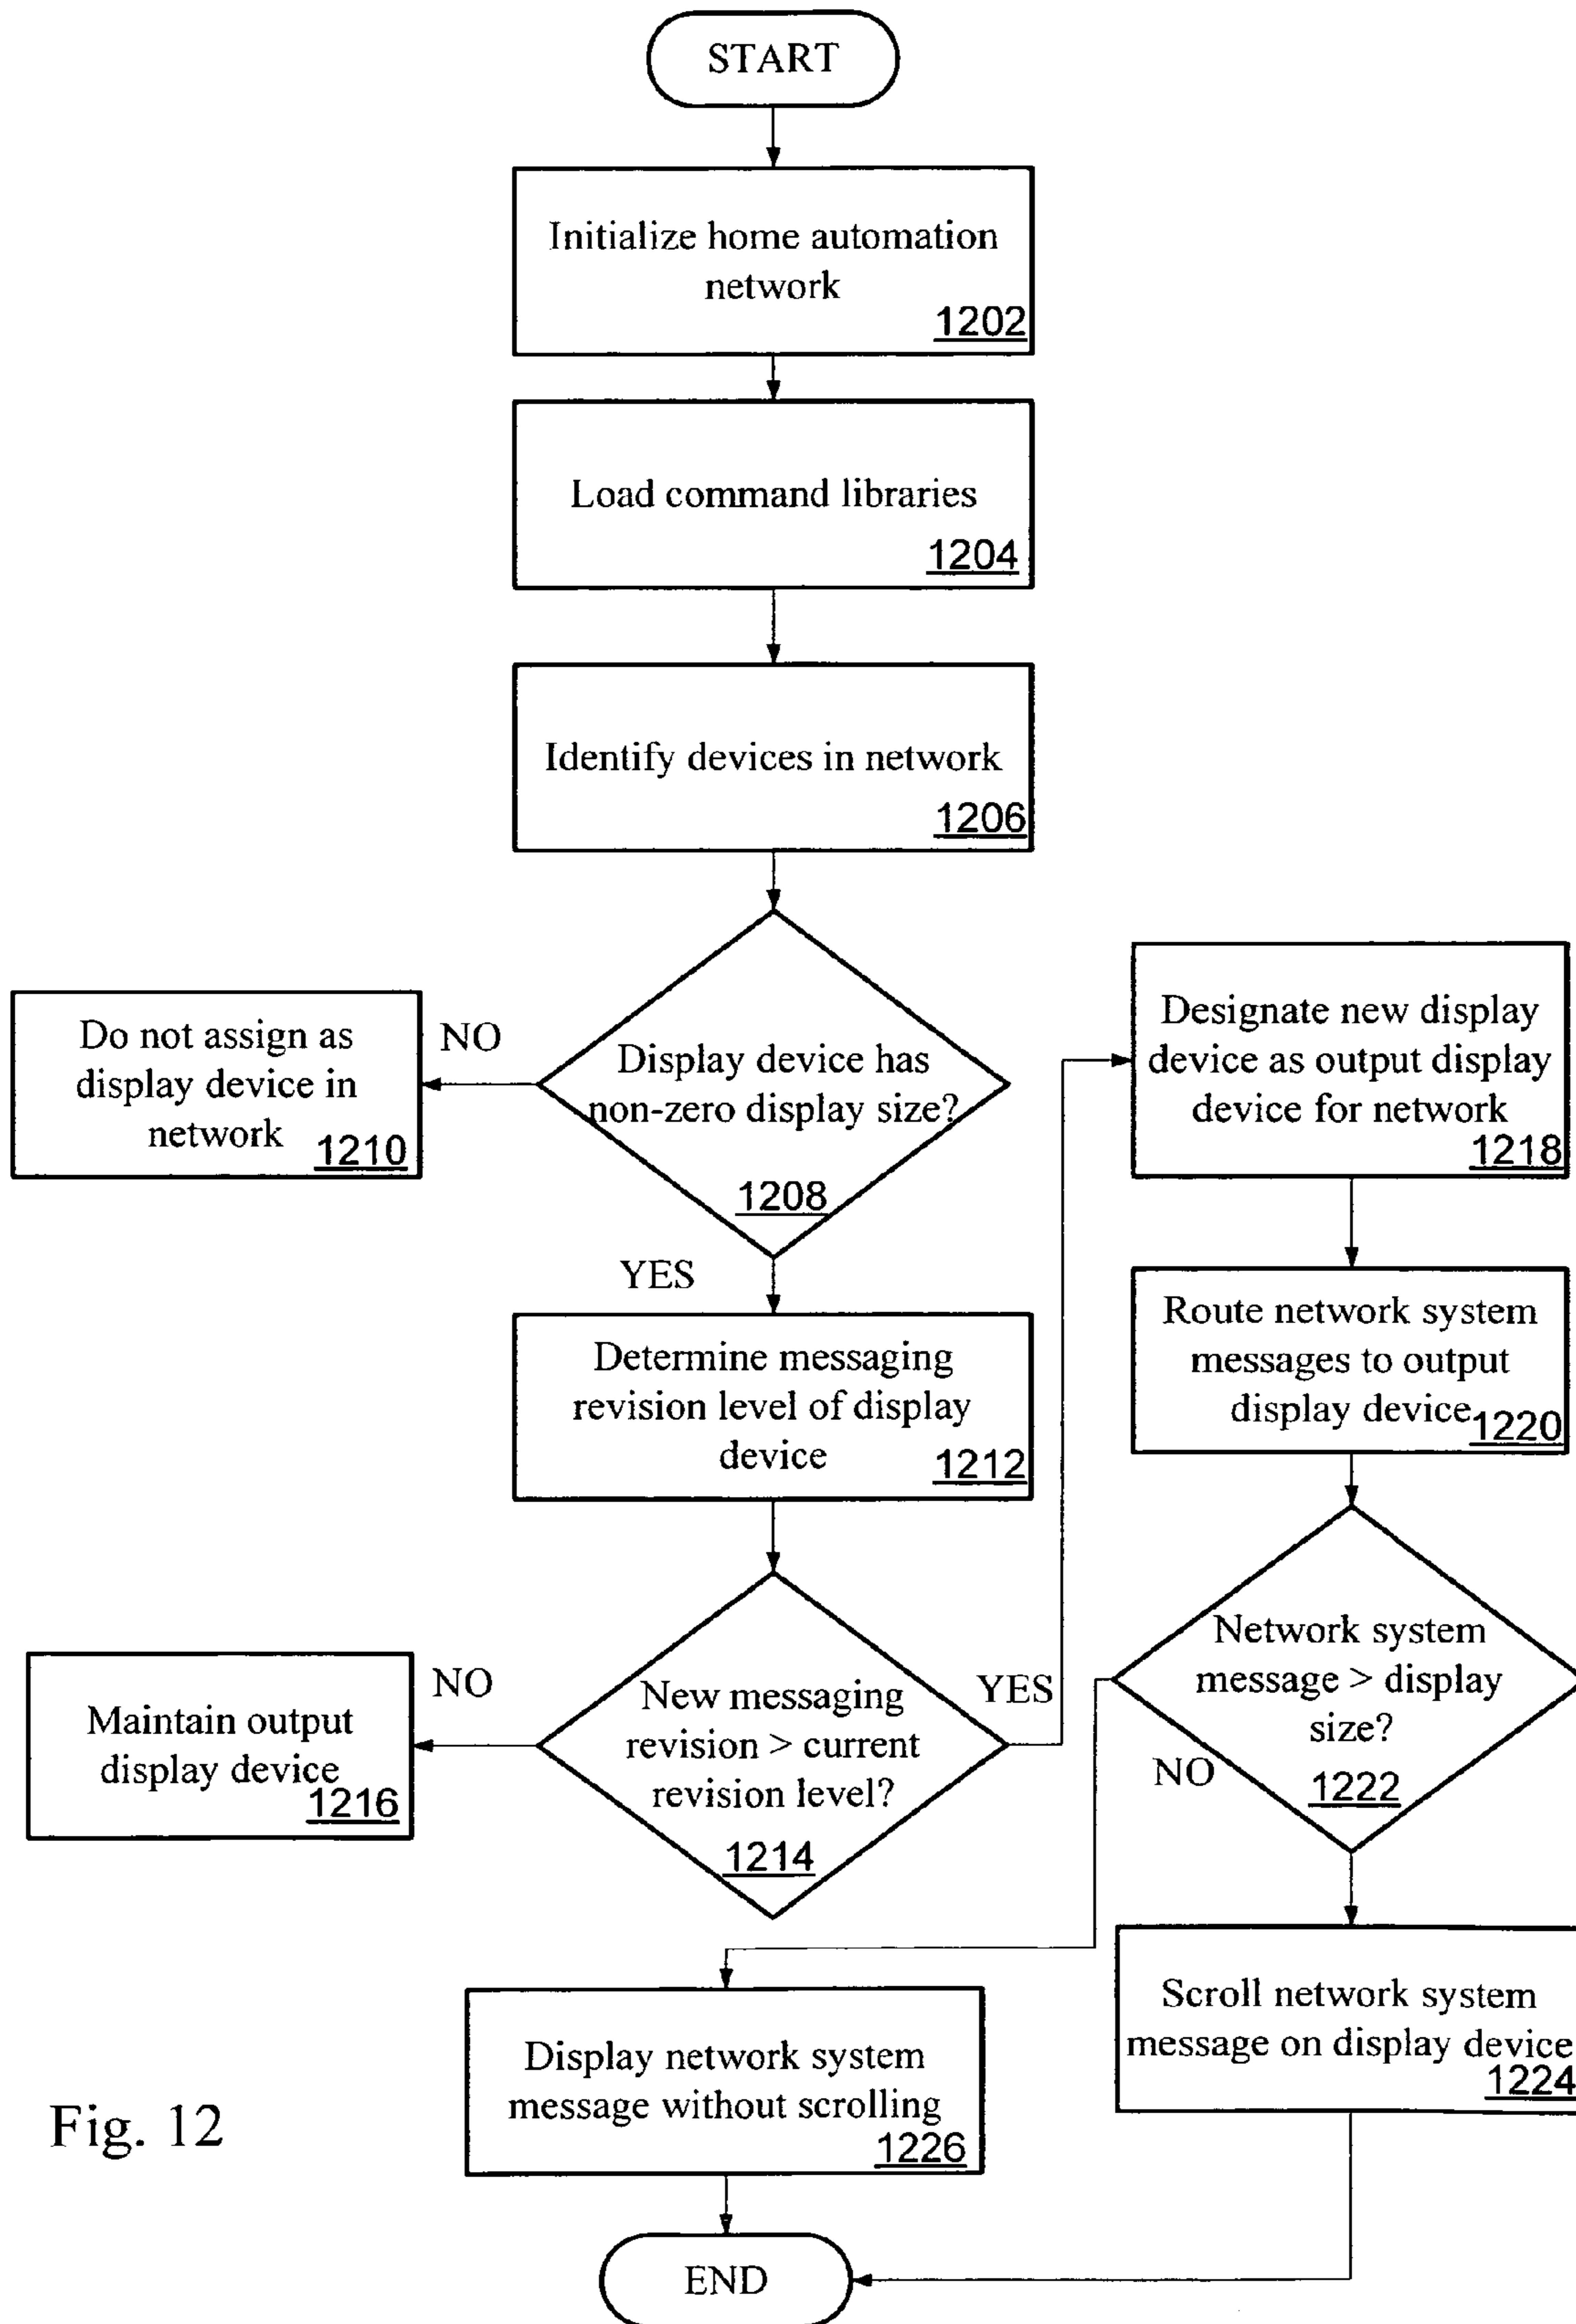 START
Initialize home automation
network
1202
Load command libraries
1204
Identify devices in network
1206
Display device has
non-zero display size?
1208
NO
Do not assign as
display device in
network
1210
YES
Determine messaging
revision level of display
device
1212
New messaging
revision > current
revision level?
1214
NO
Maintain output
display device
1216
YES
Designate new display
device as output display
device for network
1218
Route network system
messages to output
display device
1220
Network system
message > display
size?
1222
NO
Scroll network system
message on display device
1224
Display network system
message without scrolling
1226
END
Fig. 12